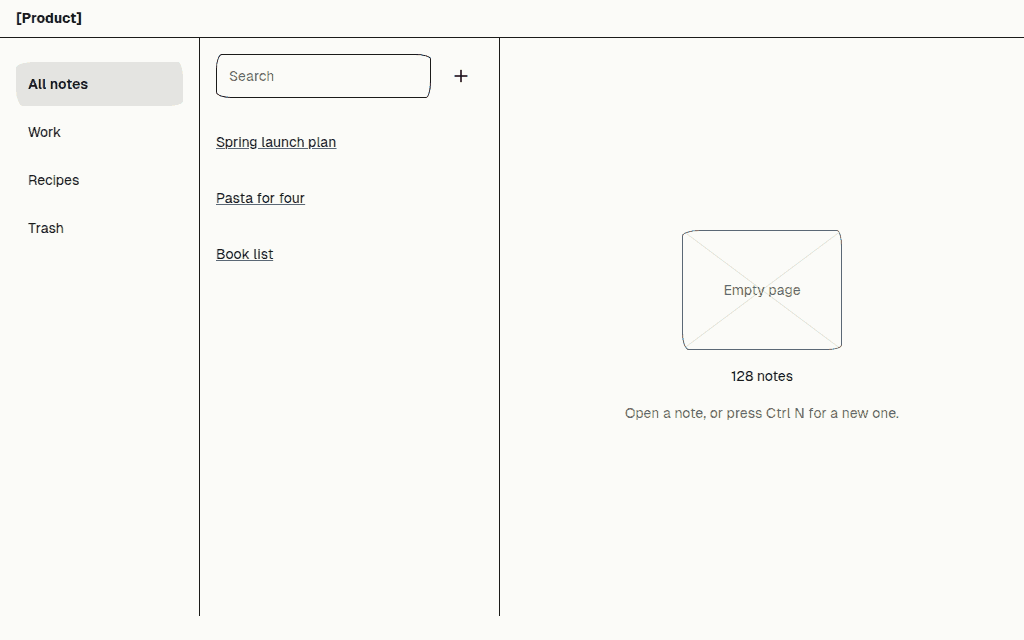 [Product]
All notes
Work
Recipes
Trash
Search
Spring launch plan
Pasta for four
Book list
Empty page
128 notes
Open a note, or press Ctrl N for a new one.